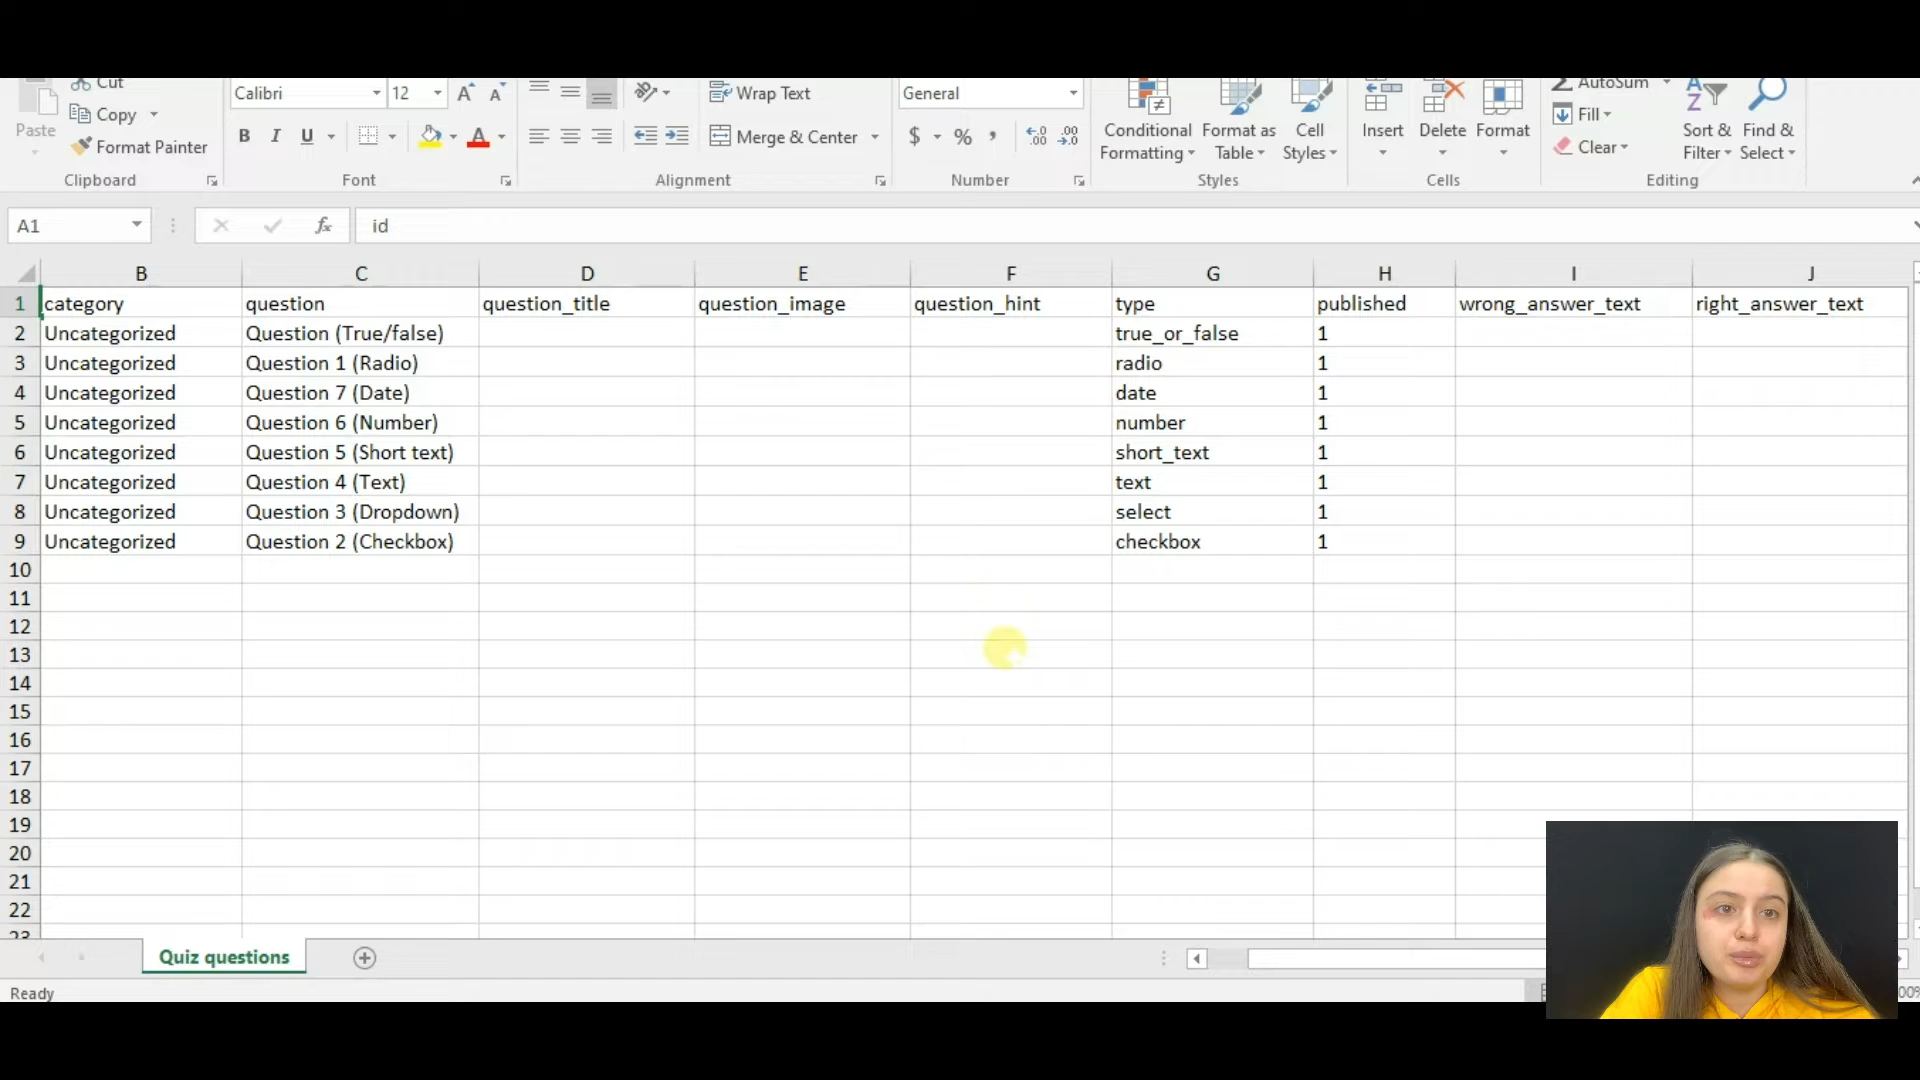 Cut
Copy
Paste
Format Painter
Clipboard
Calibri 12 A A
B I U A
Font
Wrap Text
Merge & Center
Alignment
General
$ % , .0 .00 .00 .0
Number
Conditional Formatting
Format as Table
Cell Styles
Styles
Insert Delete Format
Cells
AutoSum
Fill
Clear
Sort & Filter
Find & Select
Editing
A1 fx id
B C D E F G H I J
1 category question question_title question_image question_hint type published wrong_answer_text right_answer_text
2 Uncategorized Question (True/false) true_or_false 1
3 Uncategorized Question 1 (Radio) radio 1
4 Uncategorized Question 7 (Date) date 1
5 Uncategorized Question 6 (Number) number 1
6 Uncategorized Question 5 (Short text) short_text 1
7 Uncategorized Question 4 (Text) text 1
8 Uncategorized Question 3 (Dropdown) select 1
9 Uncategorized Question 2 (Checkbox) checkbox 1
10
11
12
13
14
15
16
17
18
19
20
21
22
23
Quiz questions
Ready